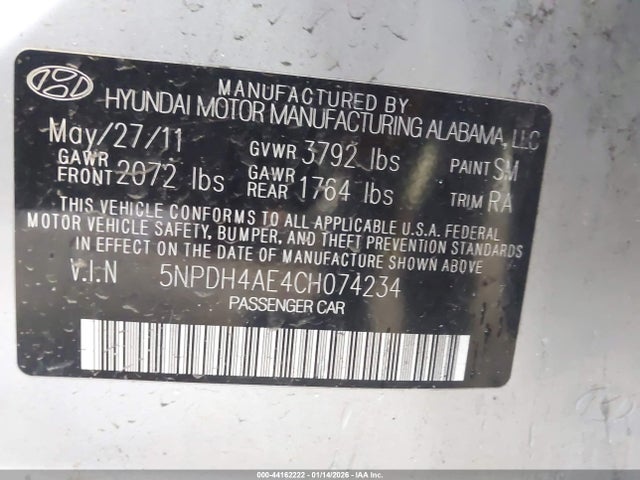 MANUFACTURED BY
HYUNDAI MOTOR MANUFACTURING ALABAMA, LLC
May/27/11 GVWR 3792 lbs PAINT SM
GAWR FRONT 2072 lbs GAWR REAR 1764 lbs TRIM RA
THIS VEHICLE CONFORMS TO ALL APPLICABLE U.S.A. FEDERAL
MOTOR VEHICLE SAFETY, BUMPER, AND THEFT PREVENTION STANDARDS
IN EFFECT ON THE DATE OF MANUFACTURE SHOWN ABOVE
V.I.N 5NPDH4AE4CH074234
PASSENGER CAR
000-44162222 - 01/14/2026 - IAA Inc.